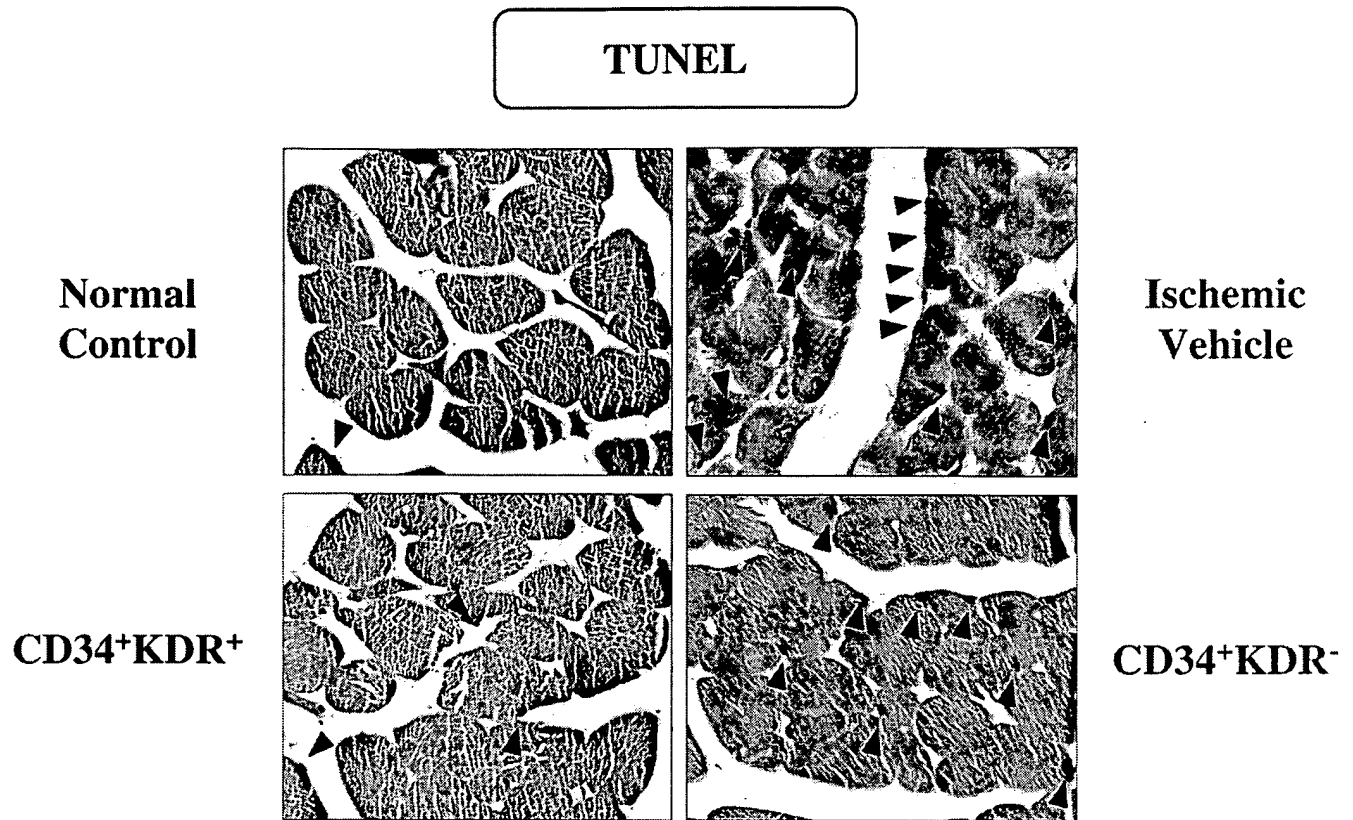 TUNEL
Normal
Control
Ischemic
Vehicle
CD34⁺KDR⁺
CD34⁺KDR⁻